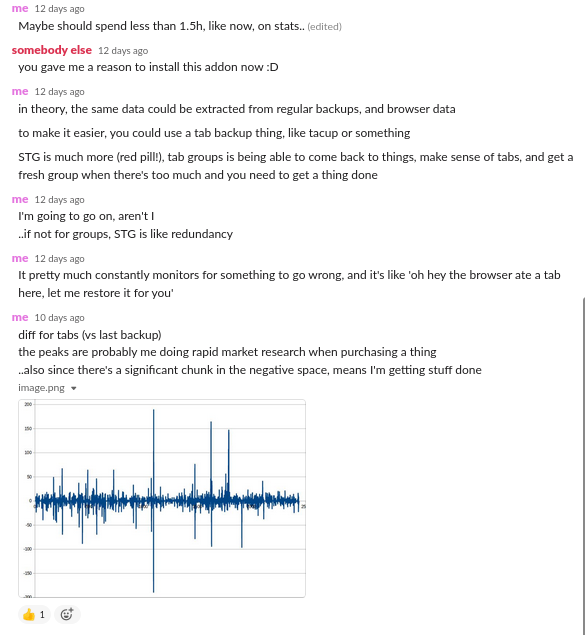 me 12 days ago
Maybe should spend less than 1.5h, like now, on stats.. (edited)
somebody else 12 days ago
you gave me a reason to install this addon now :D
me 12 days ago
in theory, the same data could be extracted from regular backups, and browser data
to make it easier, you could use a tab backup thing, like tacup or something
STG is much more (red pill!), tab groups is being able to come back to things, make sense of tabs, and get a
fresh group when there's too much and you need to get a thing done
me 12 days ago
I'm going to go on, aren't I
..if not for groups, STG is like redundancy
me 12 days ago
It pretty much constantly monitors for something to go wrong, and it's like 'oh hey the browser ate a tab
here, let me restore it for you'
me 10 days ago
diff for tabs (vs last backup)
the peaks are probably me doing rapid market research when purchasing a thing
..also since there's a significant chunk in the negative space, means I'm getting stuff done
image.png
200
150
100
50
0
-50
-100
-150
1